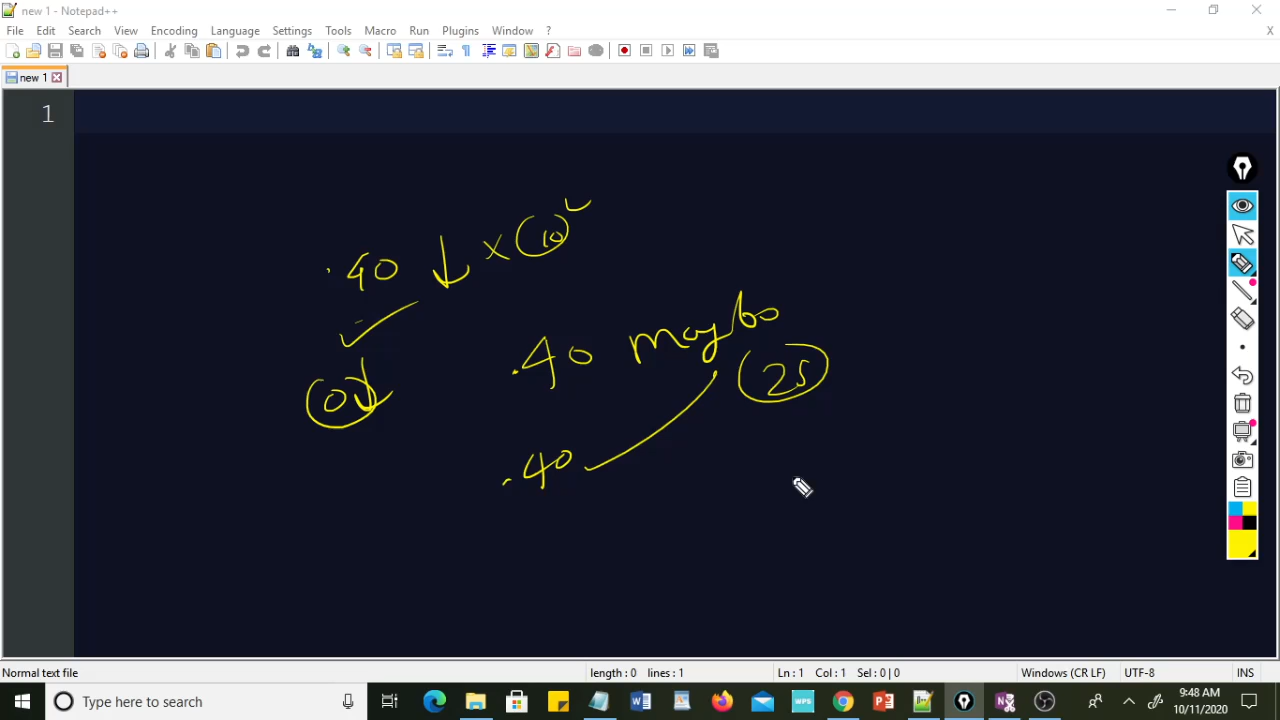 new 1 - Notepad++
File Edit Search View Encoding Settings Tools Macro Run Plugins Window ?
X
new 1
1
.40 ↓ × 10
.40 maybe
25
.40
Normal text file
length : 0 lines : 1
Ln : 1 Col : 1 Sel : 0 | 0
Windows (CR LF)
UTF-8
INS
Type here to search
WPS
9:48 AM
10/11/2020